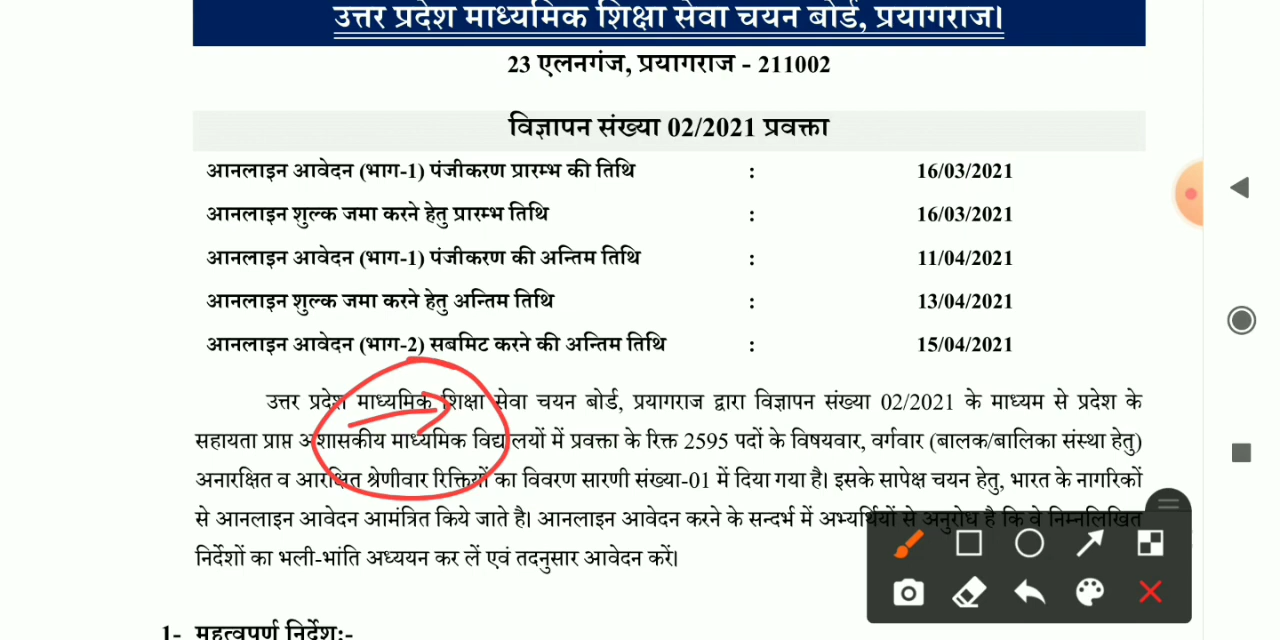 उत्तर प्रदेश माध्यमिक शिक्षा सेवा चयन बोर्ड, प्रयागराज।
23 एलनगंज, प्रयागराज - 211002
विज्ञापन संख्या 02/2021 प्रवक्ता
आनलाइन आवेदन (भाग-1) पंजीकरण प्रारम्भ की तिथि : 16/03/2021
आनलाइन शुल्क जमा करने हेतु प्रारम्भ तिथि : 16/03/2021
आनलाइन आवेदन (भाग-1) पंजीकरण की अन्तिम तिथि : 11/04/2021
आनलाइन शुल्क जमा करने हेतु अन्तिम तिथि : 13/04/2021
आनलाइन आवेदन (भाग-2) सबमिट करने की अन्तिम तिथि : 15/04/2021
उत्तर प्रदेश माध्यमिक शिक्षा सेवा चयन बोर्ड, प्रयागराज द्वारा विज्ञापन संख्या 02/2021 के माध्यम से प्रदेश के
सहायता प्राप्त अशासकीय माध्यमिक विद्यालयों में प्रवक्ता के रिक्त 2595 पदों के विषयवार, वर्गवार (बालक/बालिका संस्था हेतु)
अनारक्षित व आरक्षित श्रेणीवार रिक्तियों का विवरण सारणी संख्या-01 में दिया गया है। इसके सापेक्ष चयन हेतु, भारत के नागरिकों
से आनलाइन आवेदन आमंत्रित किये जाते है। आनलाइन आवेदन करने के सन्दर्भ में अभ्यर्थियों से अनुरोध है कि वे निम्नलिखित
निर्देशों का भली-भांति अध्ययन कर लें एवं तदनुसार आवेदन करें।
1- महत्वपूर्ण निर्देश:-